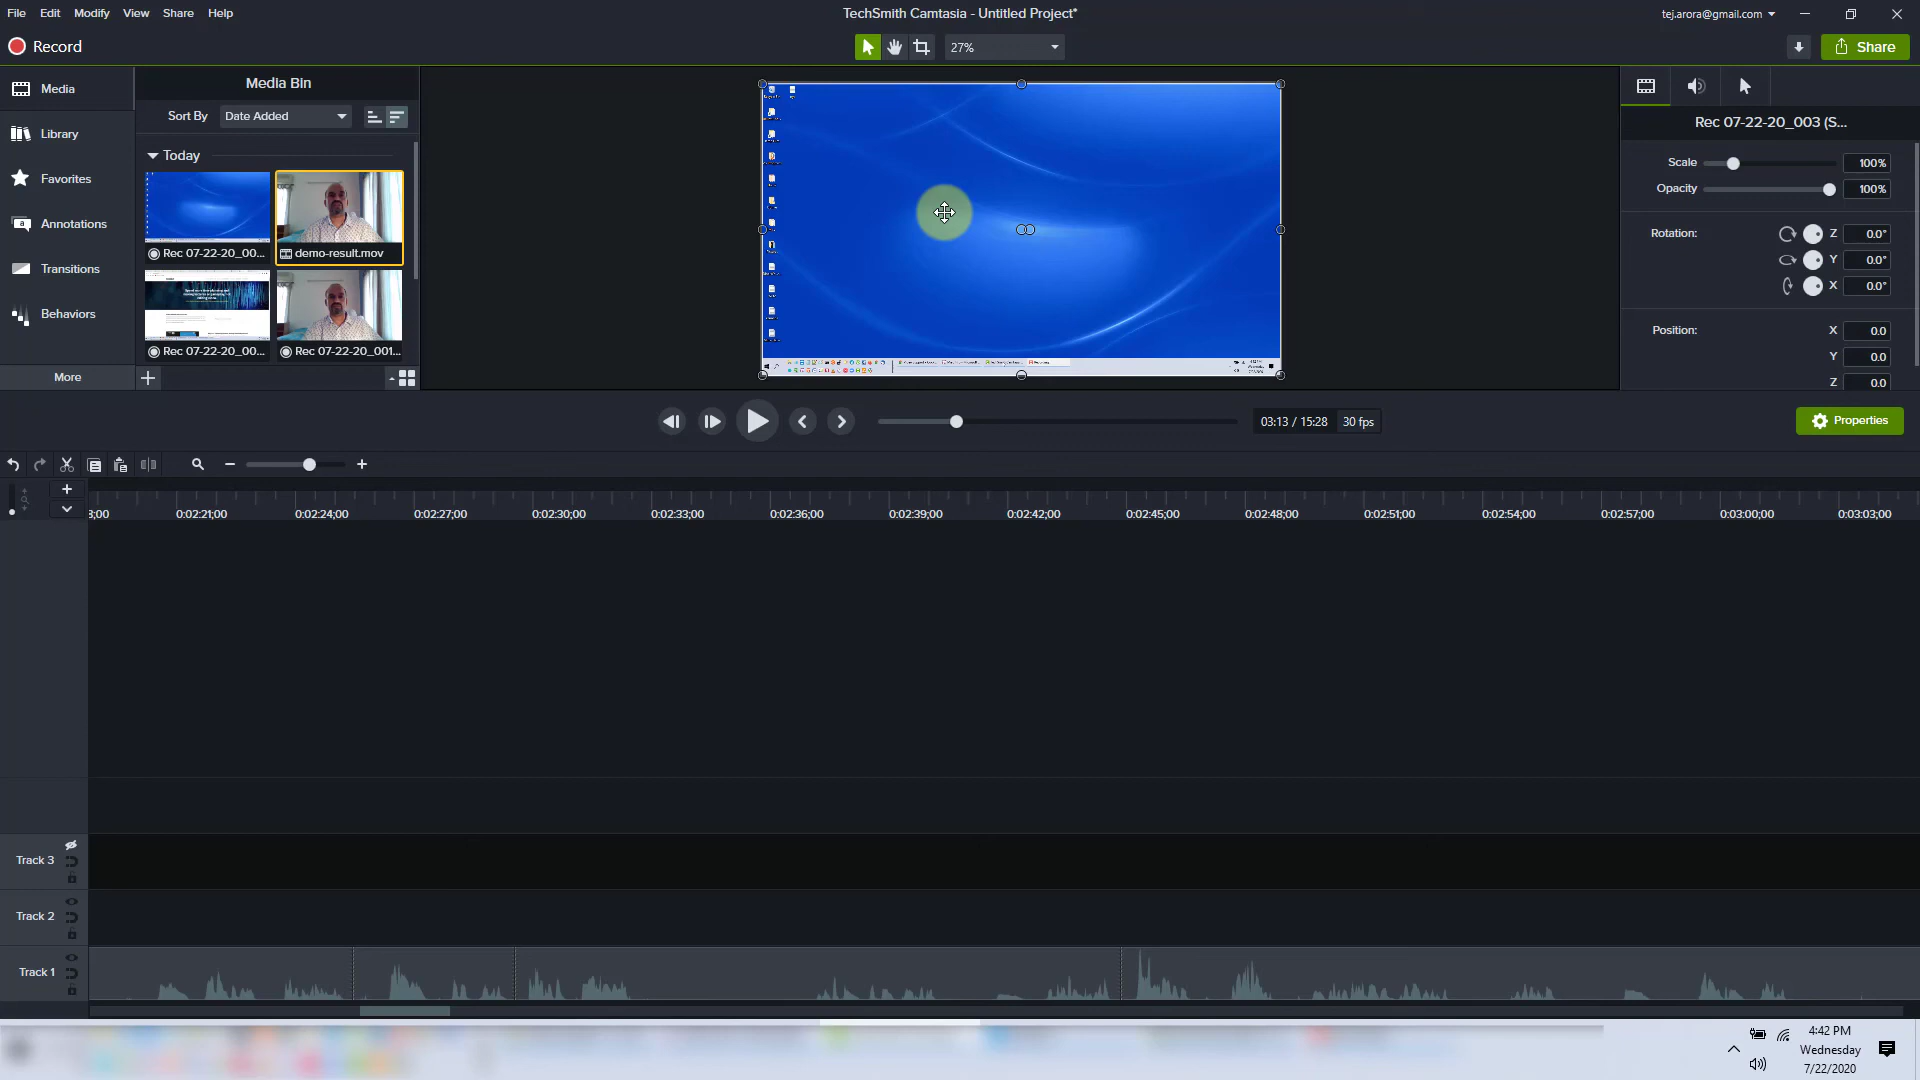 File Edit Modify View Share Help
TechSmith Camtasia - Untitled Project*
tej.arora@gmail.com
Record
27%
Share
Media
Library
Favorites
Annotations
Transitions
Behaviors
More
Media Bin
Sort By Date Added
Today
Rec 07-22-20_00...
demo-result.mov
Rec 07-22-20_00...
Rec 07-22-20_001...
Rec 07-22-20_003 (S...
Scale 100%
Opacity 100%
Rotation: Z 0.0°
Y 0.0°
X 0.0°
Position: X 0.0
Y 0.0
Z 0.0
03:13 / 15:28 30 fps
Properties
0:02:21;00 0:02:24;00 0:02:27;00 0:02:30;00 0:02:33;00 0:02:36;00 0:02:39;00 0:02:42;00 0:02:45;00 0:02:48;00 0:02:51;00 0:02:54;00 0:02:57;00 0:03:00;00 0:03:03;00
Track 3
Track 2
Track 1
4:42 PM
Wednesday
7/22/2020